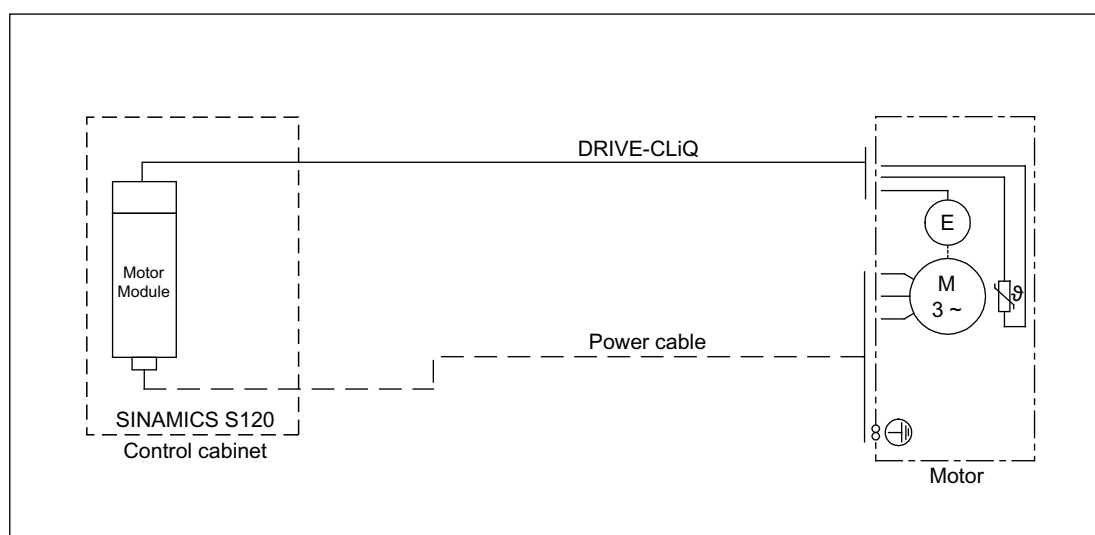 DRIVE-CLiQ
E
Motor
Module
M
3 ~
ϑ
Power cable
SINAMICS S120
Control cabinet
Motor